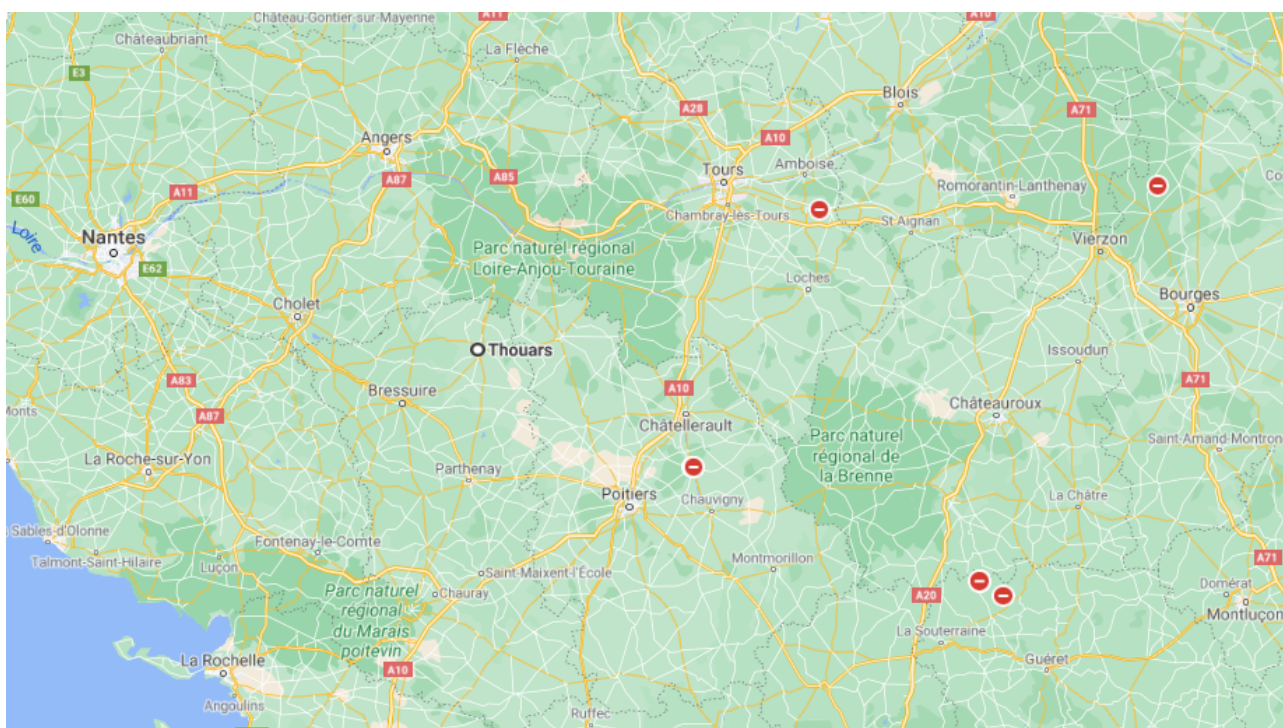 Château-Gontier-sur-Mayenne
A11
A10
Châteaubriant
La Flèche
E3
Blois
A28
A71
Angers
A10
Tours
Amboise
A87
A85
A11
Romorantin-Lanthenay
E60
Chambray-lès-Tours
St Aignan
Loire
Nantes
Vierzon
Parc naturel régional
Loire-Anjou-Touraine
E62
Loches
Cholet
Bourges
Thouars
Issoudun
A83
A10
A71
Bressuire
Châteauroux
Monts
A87
Châtellerault
Parc naturel
régional de
la Brenne
Saint-Amand-Montron
La Roche-sur-Yon
Parthenay
Poitiers
Chauvigny
La Châtre
Sables-d'Olonne
Fontenay-le-Comte
Talmont-Saint-Hilaire
Luçon
Montmorillon
A71
Saint-Maixent-l'École
Domérat
Parc naturel
régional
du Marais
poitevin
Chauray
A20
Montluçon
La Souterraine
La Rochelle
Guéret
A10
Angoulins
Ruffec